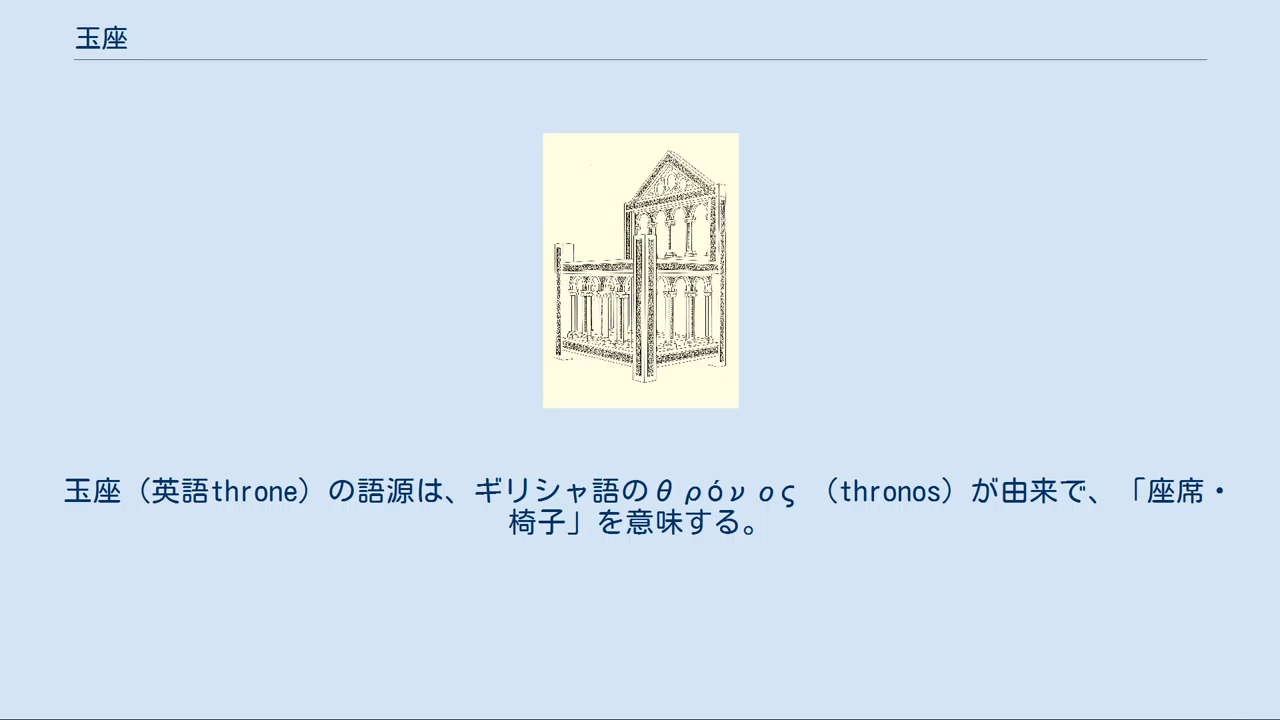 玉座
玉座（英語throne）の語源は、ギリシャ語のθρόνος （thronos）が由来で、「座席・
椅子」を意味する。